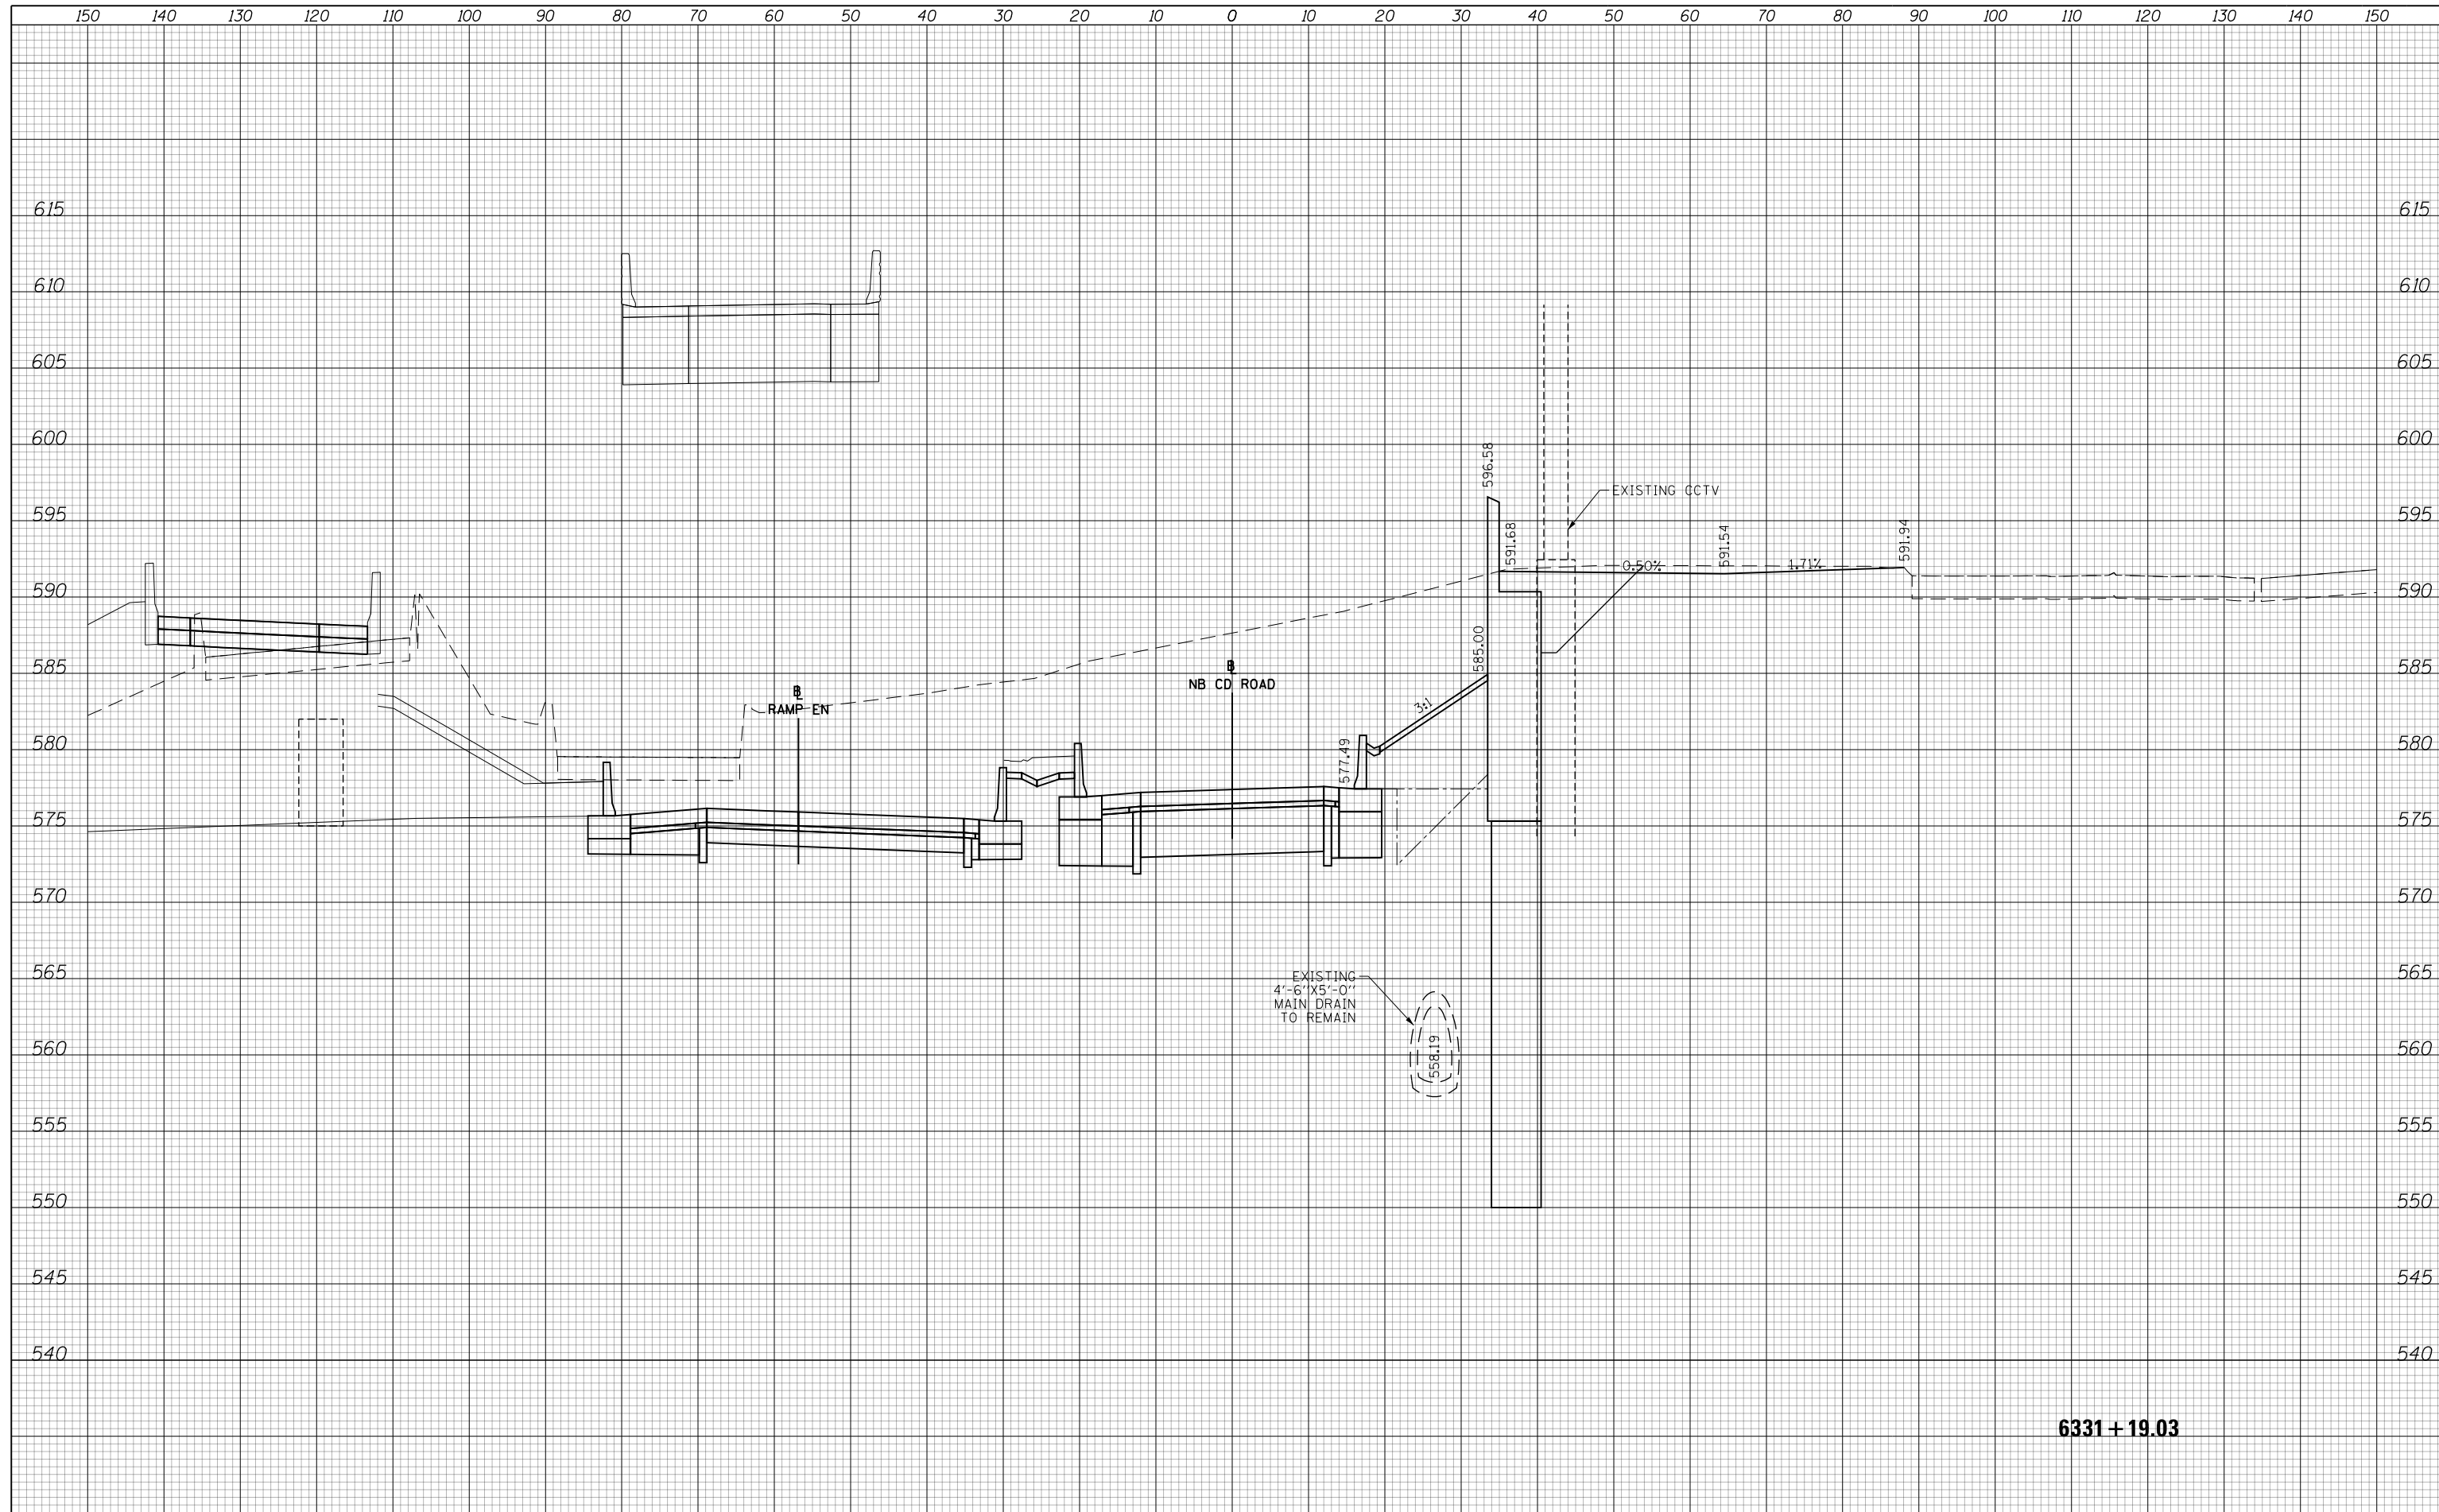 150 140 130 120 110 100 90 80 70 60 50 40 30 20 10 0 10 20 30 40 50 60 70 80 90 100 110 120 130 140 150
615 615
610 610
605 605
600 600
596.58
EXISTING CCTV
595 595
591.68
591.54
591.94
0.50%
1.71%
590 590
585.00
585 585
B
L
NB CD ROAD
B
L
RAMP EN
3:1
580 580
577.49
575 575
570 570
565 565
EXISTING
4'-6"X5'-0"
MAIN DRAIN
TO REMAIN
558.19
560 560
555 555
550 550
545 545
540 540
6331+19.03